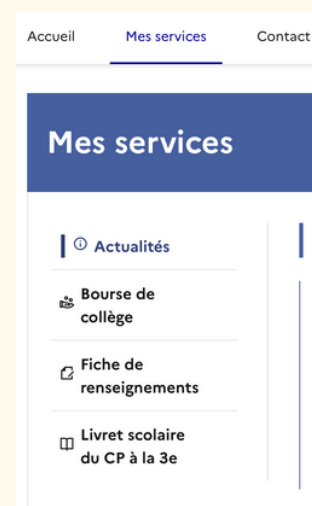 Accueil Mes services Contact
Mes services
Actualités
Bourse de
collège
Fiche de
renseignements
Livret scolaire
du CP à la 3e